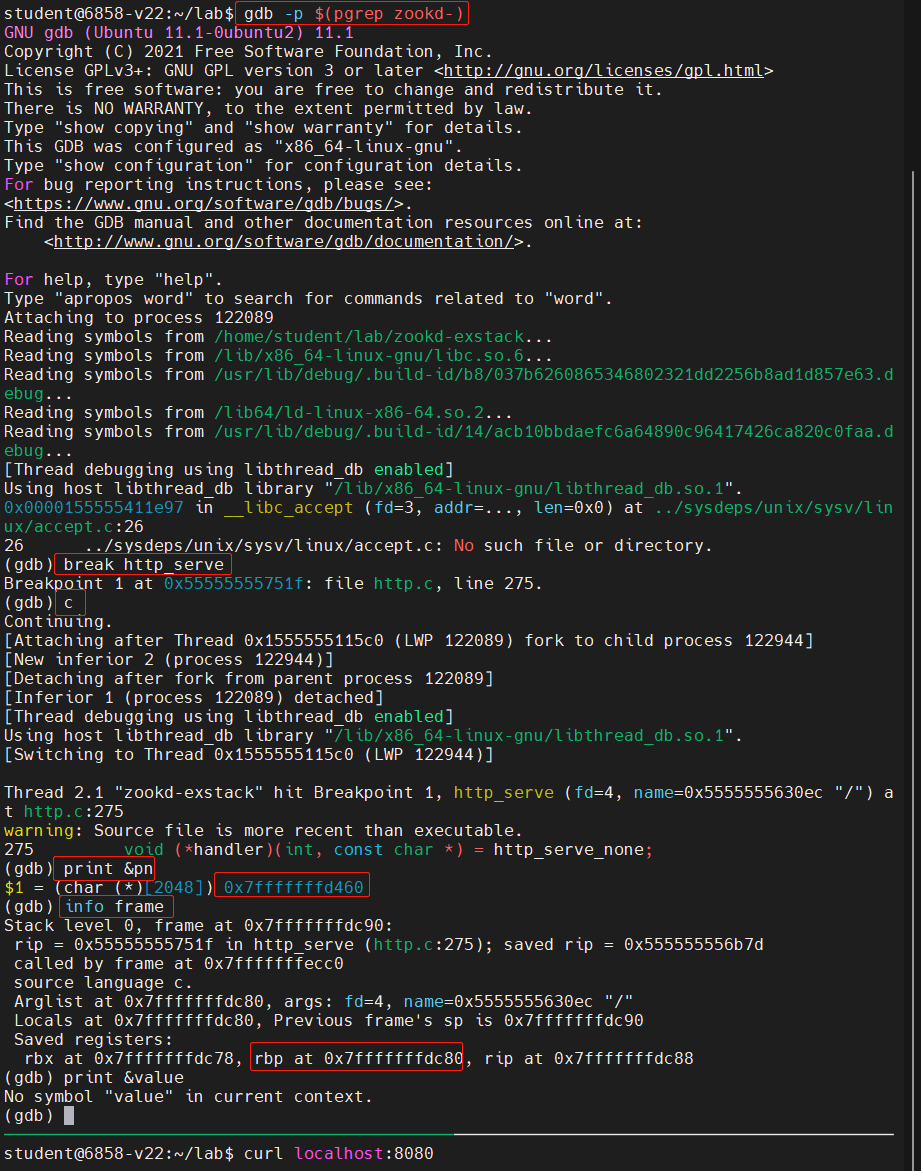 student@6858-v22:~/lab$ gdb -p $(pgrep zookd-)
GNU gdb (Ubuntu 11.1-0ubuntu2) 11.1
Copyright (C) 2021 Free Software Foundation, Inc.
License GPLv3+: GNU GPL version 3 or later <http://gnu.org/licenses/gpl.html>
This is free software: you are free to change and redistribute it.
There is NO WARRANTY, to the extent permitted by law.
Type "show copying" and "show warranty" for details.
This GDB was configured as "x86_64-linux-gnu".
Type "show configuration" for configuration details.
For bug reporting instructions, please see:
<https://www.gnu.org/software/gdb/bugs/>.
Find the GDB manual and other documentation resources online at:
    <http://www.gnu.org/software/gdb/documentation/>.

For help, type "help".
Type "apropos word" to search for commands related to "word".
Attaching to process 122089
Reading symbols from /home/student/lab/zookd-exstack...
Reading symbols from /lib/x86_64-linux-gnu/libc.so.6...
Reading symbols from /usr/lib/debug/.build-id/b8/037b6260865346802321dd2256b8ad1d857e63.d
ebug...
Reading symbols from /lib64/ld-linux-x86-64.so.2...
Reading symbols from /usr/lib/debug/.build-id/14/acb10bbdaefc6a64890c96417426ca820c0faa.d
ebug...
[Thread debugging using libthread_db enabled]
Using host libthread_db library "/lib/x86_64-linux-gnu/libthread_db.so.1".
0x0000155555411e97 in __libc_accept (fd=3, addr=..., len=0x0) at ../sysdeps/unix/sysv/lin
ux/accept.c:26
26      ../sysdeps/unix/sysv/linux/accept.c: No such file or directory.
(gdb) break http_serve
Breakpoint 1 at 0x55555555751f: file http.c, line 275.
(gdb) c
Continuing.
[Attaching after Thread 0x1555555115c0 (LWP 122089) fork to child process 122944]
[New inferior 2 (process 122944)]
[Detaching after fork from parent process 122089]
[Inferior 1 (process 122089) detached]
[Thread debugging using libthread_db enabled]
Using host libthread_db library "/lib/x86_64-linux-gnu/libthread_db.so.1".
[Switching to Thread 0x1555555115c0 (LWP 122944)]

Thread 2.1 "zookd-exstack" hit Breakpoint 1, http_serve (fd=4, name=0x5555555630ec "/") a
t http.c:275
warning: Source file is more recent than executable.
275         void (*handler)(int, const char *) = http_serve_none;
(gdb) print &pn
$1 = (char (*)[2048]) 0x7fffffffd460
(gdb) info frame
Stack level 0, frame at 0x7fffffffdc90:
 rip = 0x55555555751f in http_serve (http.c:275); saved rip = 0x555555556b7d
 called by frame at 0x7fffffffecc0
 source language c.
 Arglist at 0x7fffffffdc80, args: fd=4, name=0x5555555630ec "/"
 Locals at 0x7fffffffdc80, Previous frame's sp is 0x7fffffffdc90
 Saved registers:
  rbx at 0x7fffffffdc78, rbp at 0x7fffffffdc80, rip at 0x7fffffffdc88
(gdb) print &value
No symbol "value" in current context.
(gdb)
student@6858-v22:~/lab$ curl localhost:8080